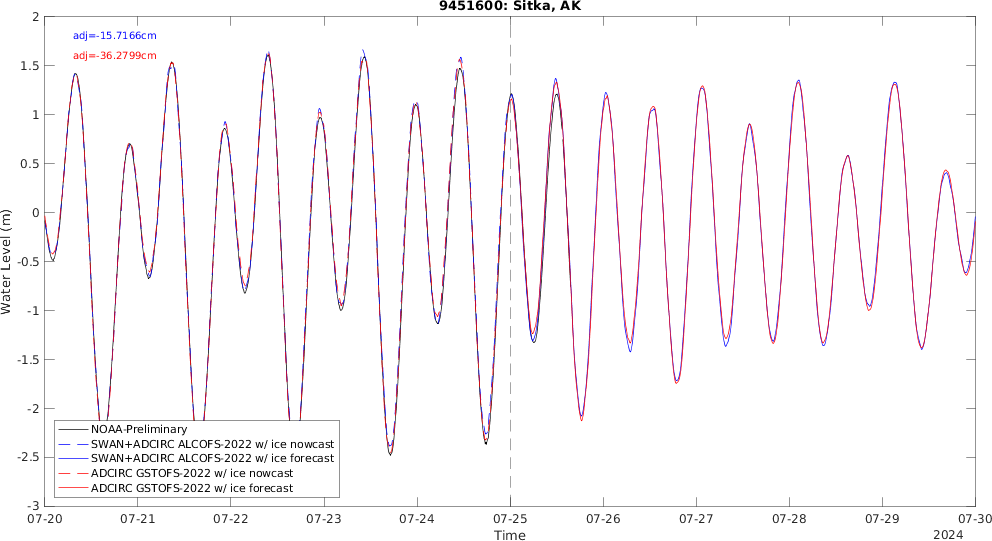 9451600: Sitka, AK
adj=-15.7166cm
adj=-36.2799cm
2
1.5
1
0.5
0
-0.5
-1
-1.5
-2
-2.5
-3
Water Level (m)
NOAA-Preliminary
SWAN+ADCIRC ALCOFS-2022 w/ ice nowcast
SWAN+ADCIRC ALCOFS-2022 w/ ice forecast
ADCIRC GSTOFS-2022 w/ ice nowcast
ADCIRC GSTOFS-2022 w/ ice forecast
07-20 07-21 07-22 07-23 07-24 07-25 07-26 07-27 07-28 07-29 07-30
Time
2024